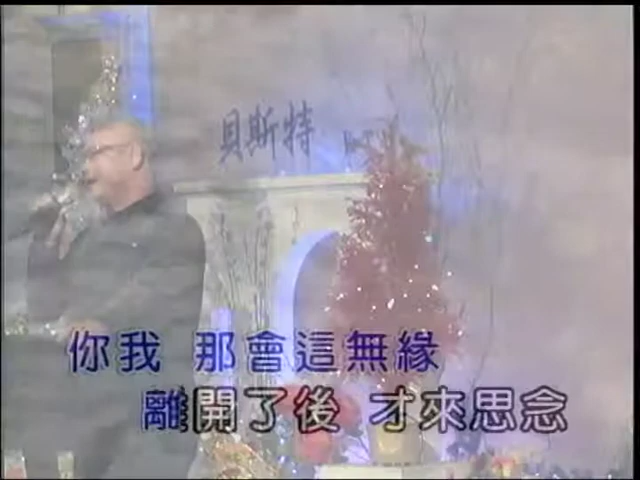 貝斯特
你我 那會這無緣
離開了後 才來思念